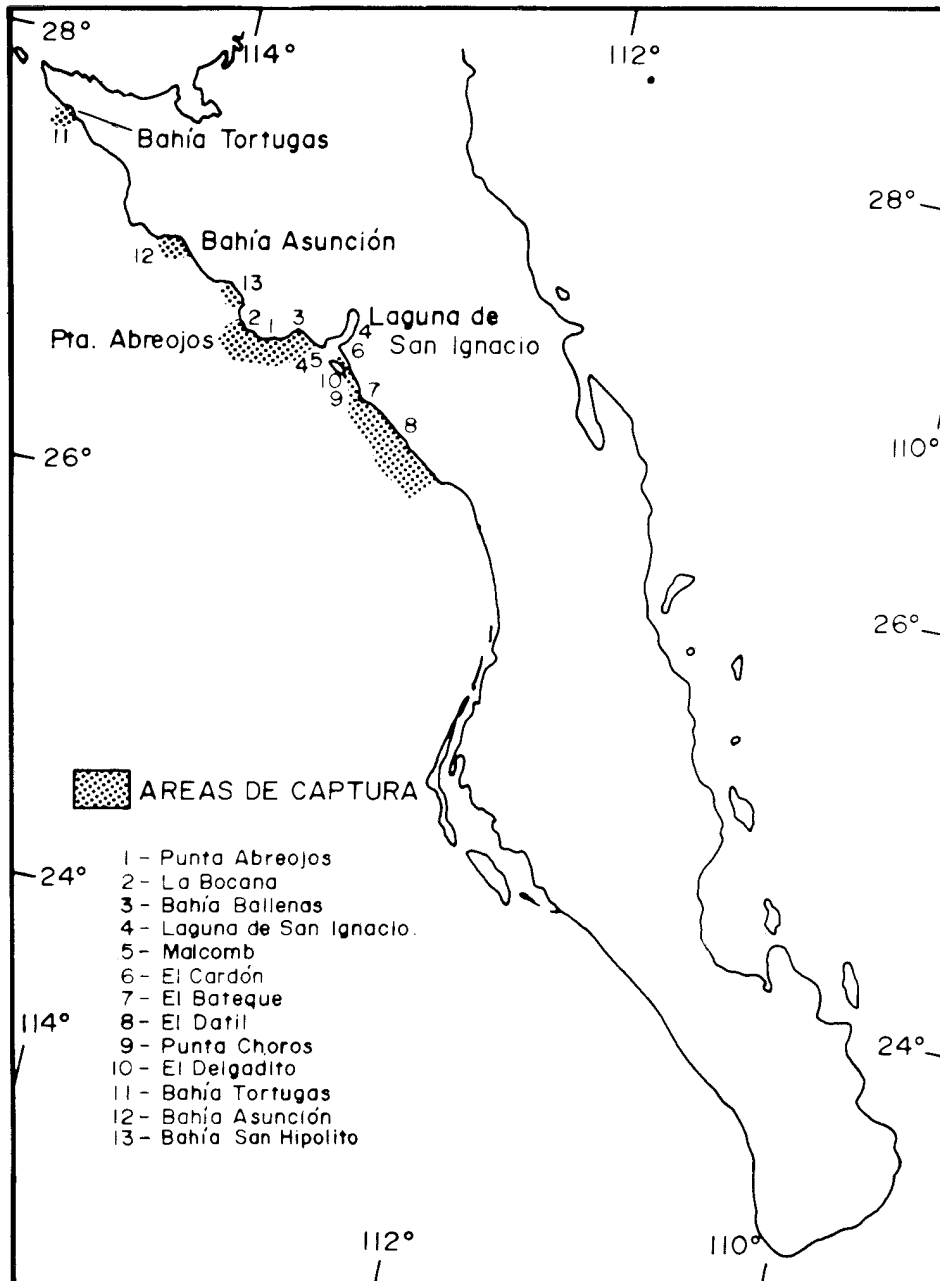 28°
114°
112°
11
Bahía Tortugas
28°
12
Bahía Asunción
13
2
1
3
4
Laguna de
San Ignacio
Pta. Abreojos
4
5
6
10
9
7
8
110°
26°
26°
AREAS DE CAPTURA
1 - Punta Abreojos
2 - La Bocana
3 - Bahía Ballenas
4 - Laguna de San Ignacio.
5 - Malcomb
6 - El Cardón
7 - El Bateque
8 - El Datil
9 - Punta Choros
10 - El Delgadito
11 - Bahía Tortugas
12 - Bahía Asunción
13 - Bahía San Hipolito
24°
114°
24°
112°
110°